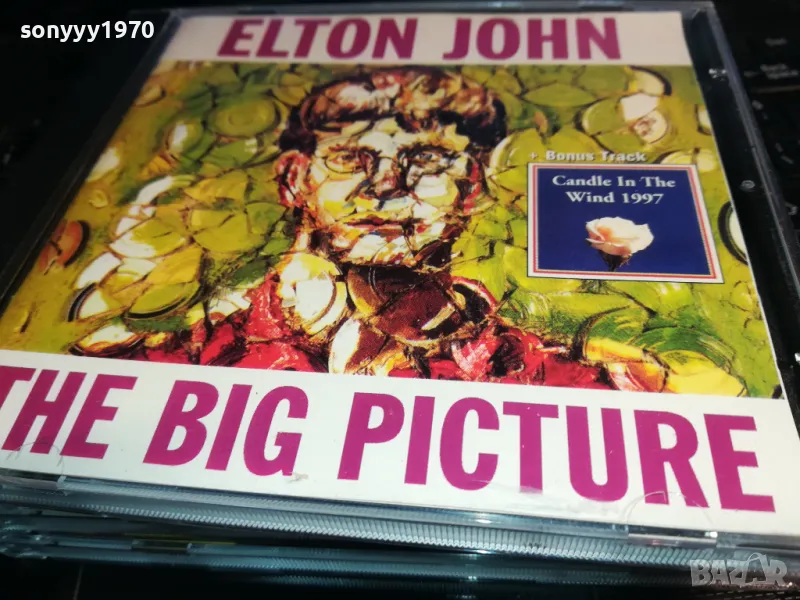 sonyyy1970
ELTON JOHN
+ Bonus Track
Candle In The
Wind 1997
THE BIG PICTURE
BAZAR